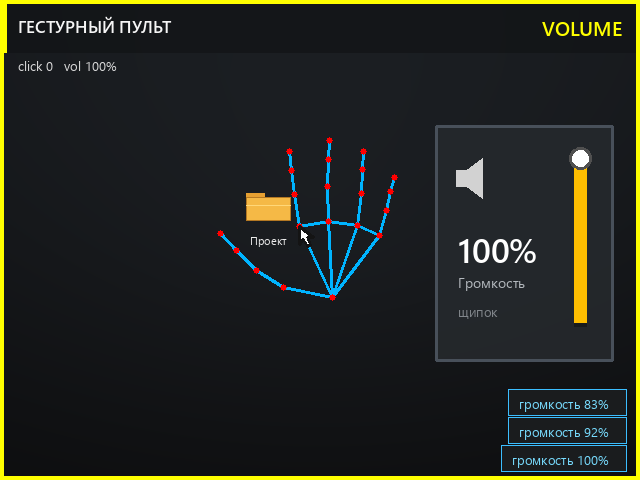 ГЕСТУРНЫЙ ПУЛЬТ
VOLUME
click 0 vol 100%
Проект
100%
Громкость
щипок
громкость 83%
громкость 92%
громкость 100%